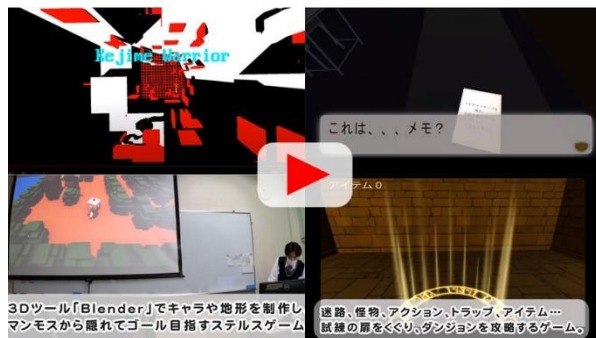 Kejime Warrior
これは、、、メモ？
アイテム０
3Dツール「Blender」でキャラや地形を制作し
マンモスから隠れてゴール目指すステルスゲーム
迷路、怪物、アクション、トラップ、アイテム…
試練の扉をくぐり、ダンジョンを攻略するゲーム。